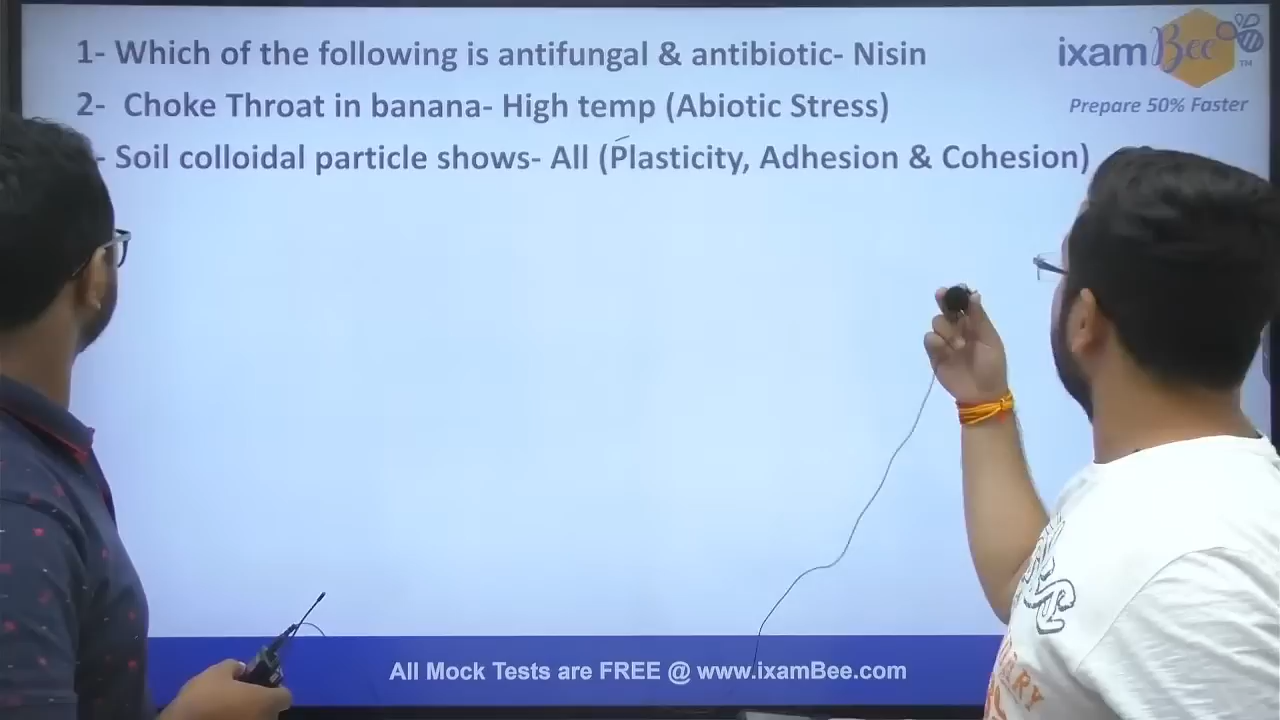 1- Which of the following is antifungal & antibiotic- Nisin
ixamBee™
Prepare 50% Faster
2- Choke Throat in banana- High temp (Abiotic Stress)
- Soil colloidal particle shows- All (Plasticity, Adhesion & Cohesion)
All Mock Tests are FREE @ www.ixamBee.com